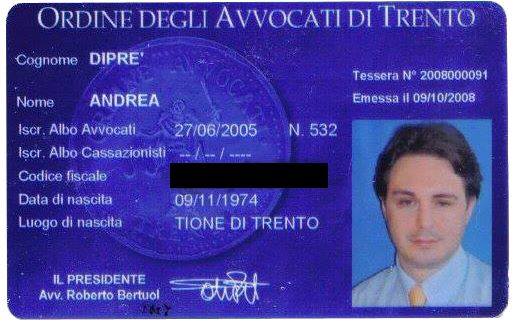 ORDINE DEGLI AVVOCATI DI TRENTO
Cognome DIPRE'
Tessera N° 2008000091
Nome ANDREA
Emessa il 09/10/2008
Iscr. Albo Avvocati 27/06/2005 N. 532
Iscr. Albo Cassazionisti -- / -- / ----
Codice fiscale
Data di nascita 09/11/1974
Luogo di nascita TIONE DI TRENTO
IL PRESIDENTE
Avv. Roberto Bertuol